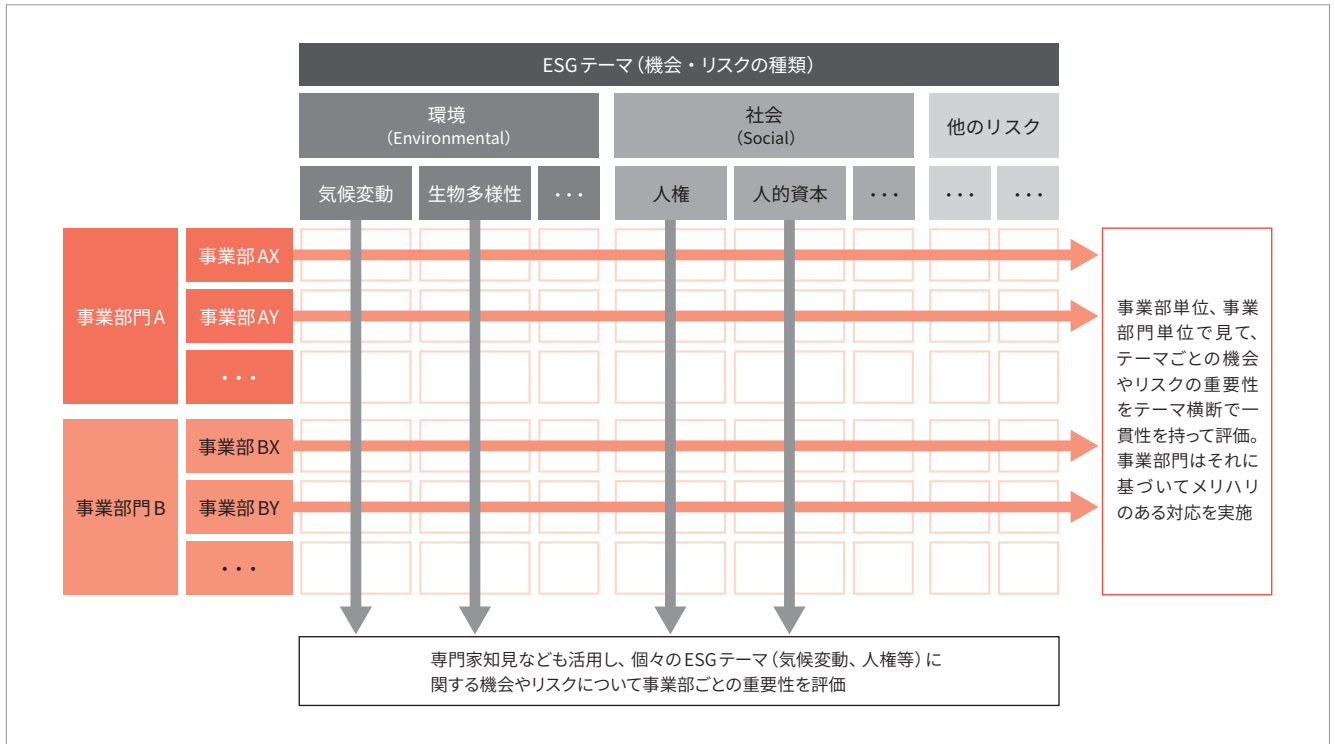 ESGテーマ（機会・リスクの種類）
環境
（Environmental）
社会
（Social）
他のリスク
気候変動
生物多様性
・・・
人権
人的資本
・・・
・・・
・・・
事業部門A
事業部AX
事業部AY
・・・
事業部門B
事業部BX
事業部BY
・・・
事業部単位、事業
部門単位で見て、
テーマごとの機会
やリスクの重要性
をテーマ横断で一
貫性を持って評価。
事業部門はそれに
基づいてメリハリ
のある対応を実施
専門家知見なども活用し、個々のESGテーマ（気候変動、人権等）に
関する機会やリスクについて事業部ごとの重要性を評価